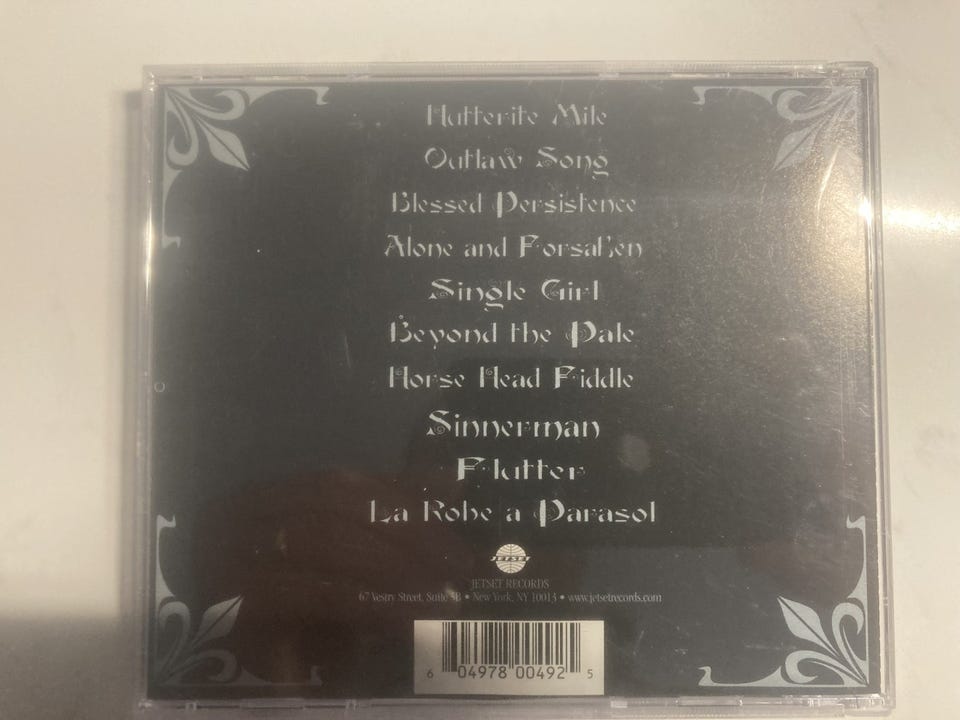 Hutterite Mile
Outlaw Song
Blessed Persistence
Alone and Forsaken
Single Girl
Beyond the Pale
Horse Head Fiddle
Sinnerman
Flutter
La Robe a Parasol
JETSET
JETSET RECORDS
67 Vestry Street, Suite 5B • New York, NY 10013 • www.jetsetrecords.com
6 04978 00492 5